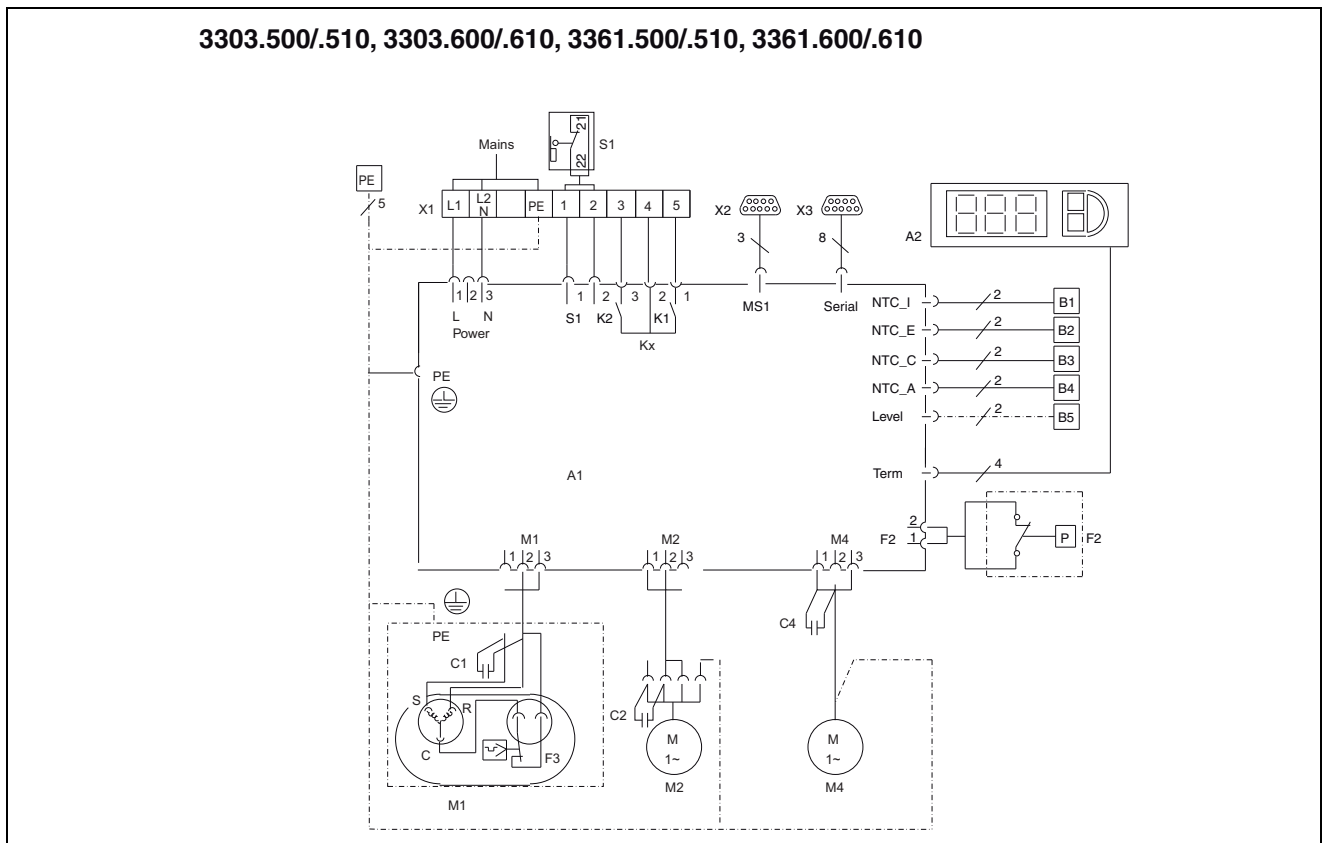 3303.500/.510, 3303.600/.610, 3361.500/.510, 3361.600/.610
Mains
21
22
S1
PE
5
X1
L1
L2
N
PE
1
2
3
4
5
X2
X3
3
8
A2
1
2
3
L
N
Power
1
2
3
2
1
S1
K2
K1
Kx
MS1
Serial
NTC_I
2
B1
NTC_E
2
B2
NTC_C
2
B3
NTC_A
2
B4
Level
2
B5
PE
Term
4
A1
F2
2
1
P
F2
M1
1
2
3
M2
1
2
3
M4
1
2
3
PE
C1
S
R
C
F3
M1
C2
M
1~
M2
C4
M
1~
M4